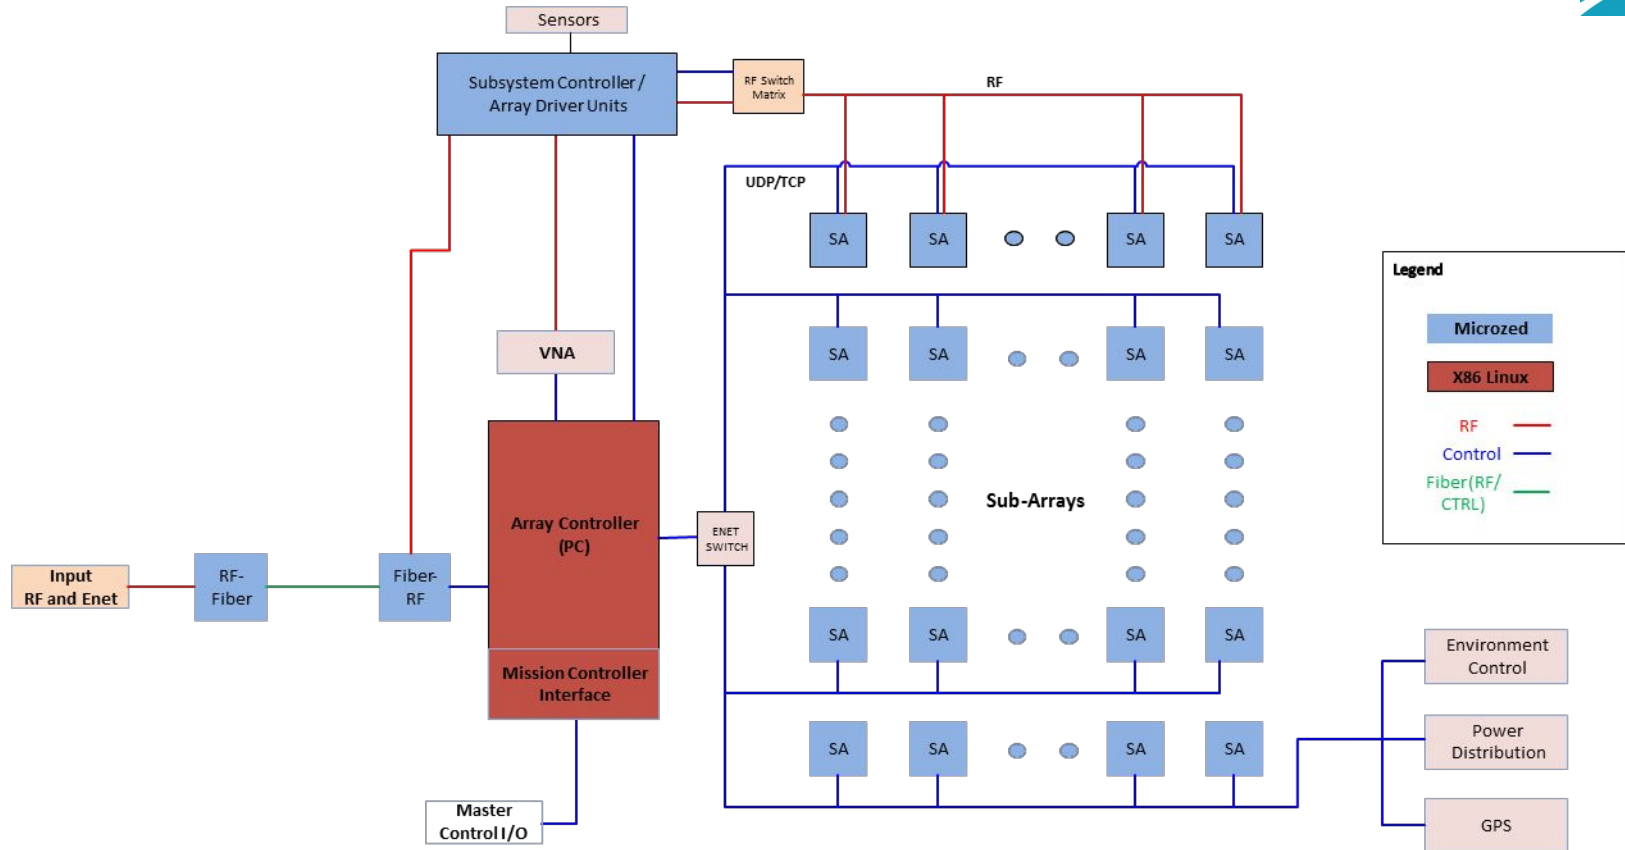 Sensors
Subsystem Controller /
Array Driver Units
RF Switch
Matrix
RF
UDP/TCP
SA
SA
SA
SA
Legend
Microzed
X86 Linux
RF
Control
Fiber(RF/
CTRL)
VNA
SA
SA
SA
SA
Array Controller
(PC)
ENET
SWITCH
Sub-Arrays
Input
RF and Enet
RF-
Fiber
Fiber-
RF
SA
SA
SA
SA
Mission Controller
Interface
Environment
Control
SA
SA
SA
SA
Power
Distribution
Master
Control I/O
GPS